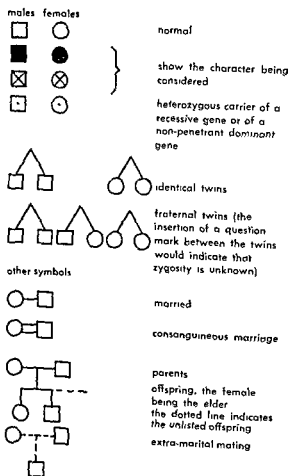 males females
normal
show the character being
considered
heterozygous carrier of a
recessive gene or of a
non-penetrant dominant
gene
identical twins
fraternal twins (the
insertion of a question
mark between the twins
would indicate that
zygosity is unknown)
other symbols
married
consanguineous marriage
parents
offspring, the female
being the elder
the dotted line indicates
the unlisted offspring
extra-marital mating